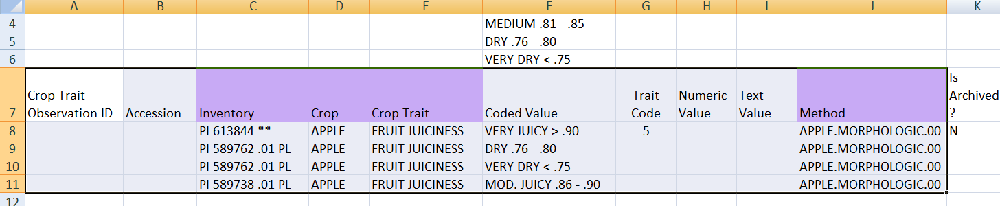 A B C D E F G H I J K
4 MEDIUM .81 - .85
5 DRY .76 - .80
6 VERY DRY < .75
Is
Crop Trait Trait Numeric Text Archived
7 Observation ID Accession Inventory Crop Crop Trait Coded Value Code Value Value Method ?
8 PI 613844 ** APPLE FRUIT JUICINESS VERY JUICY > .90 5 APPLE.MORPHOLOGIC.00 N
9 PI 589762 .01 PL APPLE FRUIT JUICINESS DRY .76 - .80 APPLE.MORPHOLOGIC.00
10 PI 589762 .01 PL APPLE FRUIT JUICINESS VERY DRY < .75 APPLE.MORPHOLOGIC.00
11 PI 589738 .01 PL APPLE FRUIT JUICINESS MOD. JUICY .86 - .90 APPLE.MORPHOLOGIC.00
12